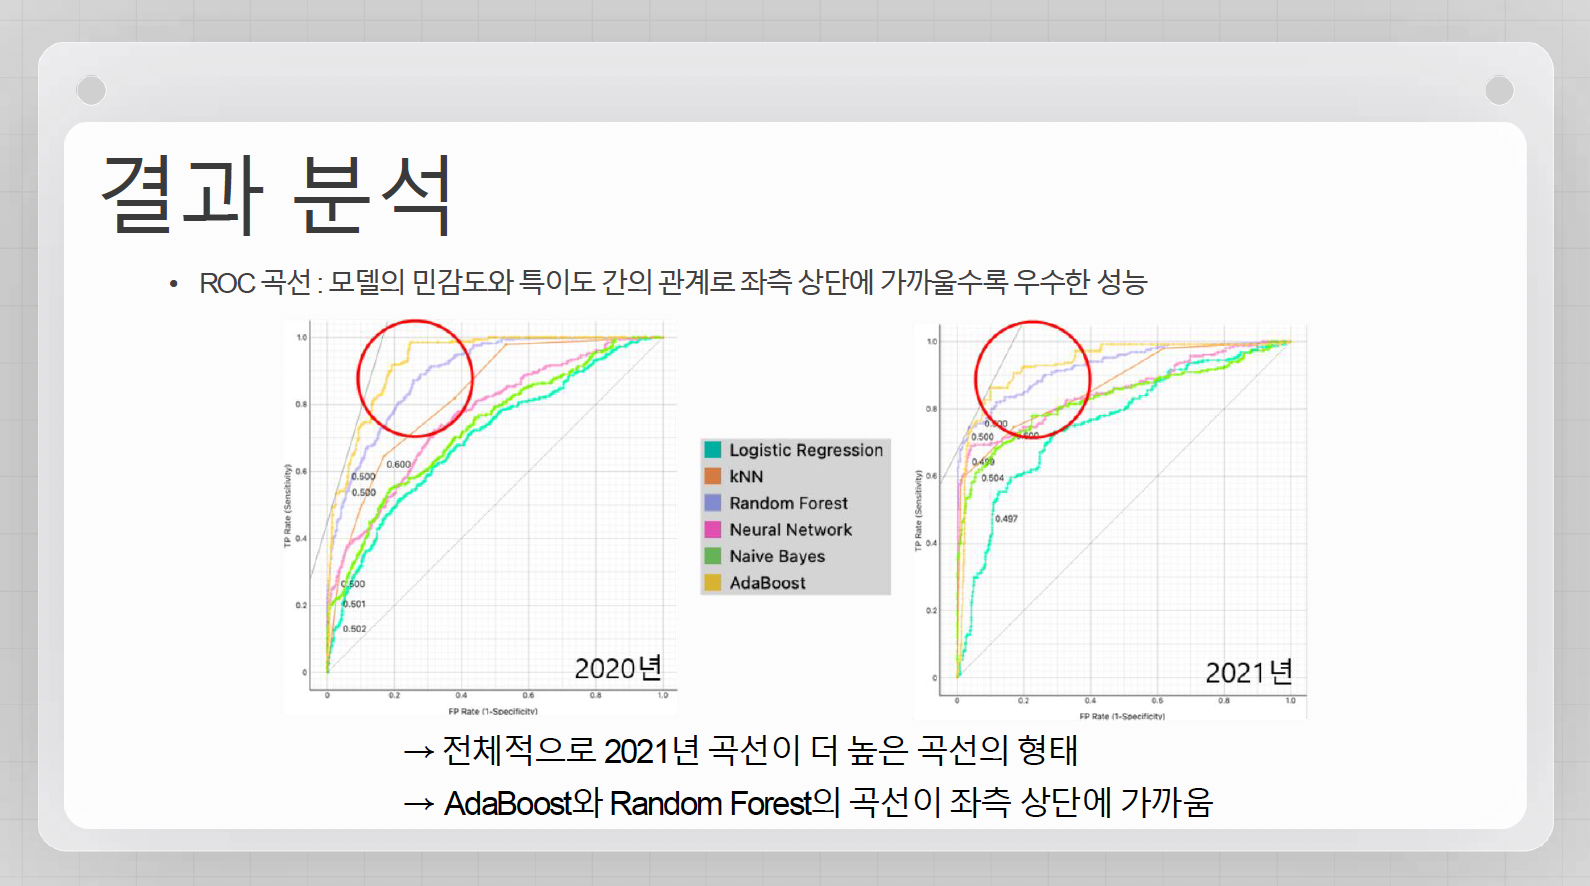 결과 분석
• ROC 곡선 : 모델의 민감도와 특이도 간의 관계로 좌측 상단에 가까울수록 우수한 성능
1.0
0.8
0.6
0.4
0.2
0
TP Rate (Sensitivity)
0.600
0.500
0.500
0.500
0.501
0.502
2020년
0 0.2 0.4 0.6 0.8 1.0
FP Rate (1-Specificity)
Logistic Regression
kNN
Random Forest
Neural Network
Naive Bayes
AdaBoost
1.0
0.8
0.6
0.4
0.2
0
TP Rate (Sensitivity)
0.500
0.500
0.600
0.499
0.504
0.497
2021년
0 0.2 0.4 0.6 0.8 1.0
FP Rate (1-Specificity)
→ 전체적으로 2021년 곡선이 더 높은 곡선의 형태
→ AdaBoost와 Random Forest의 곡선이 좌측 상단에 가까움